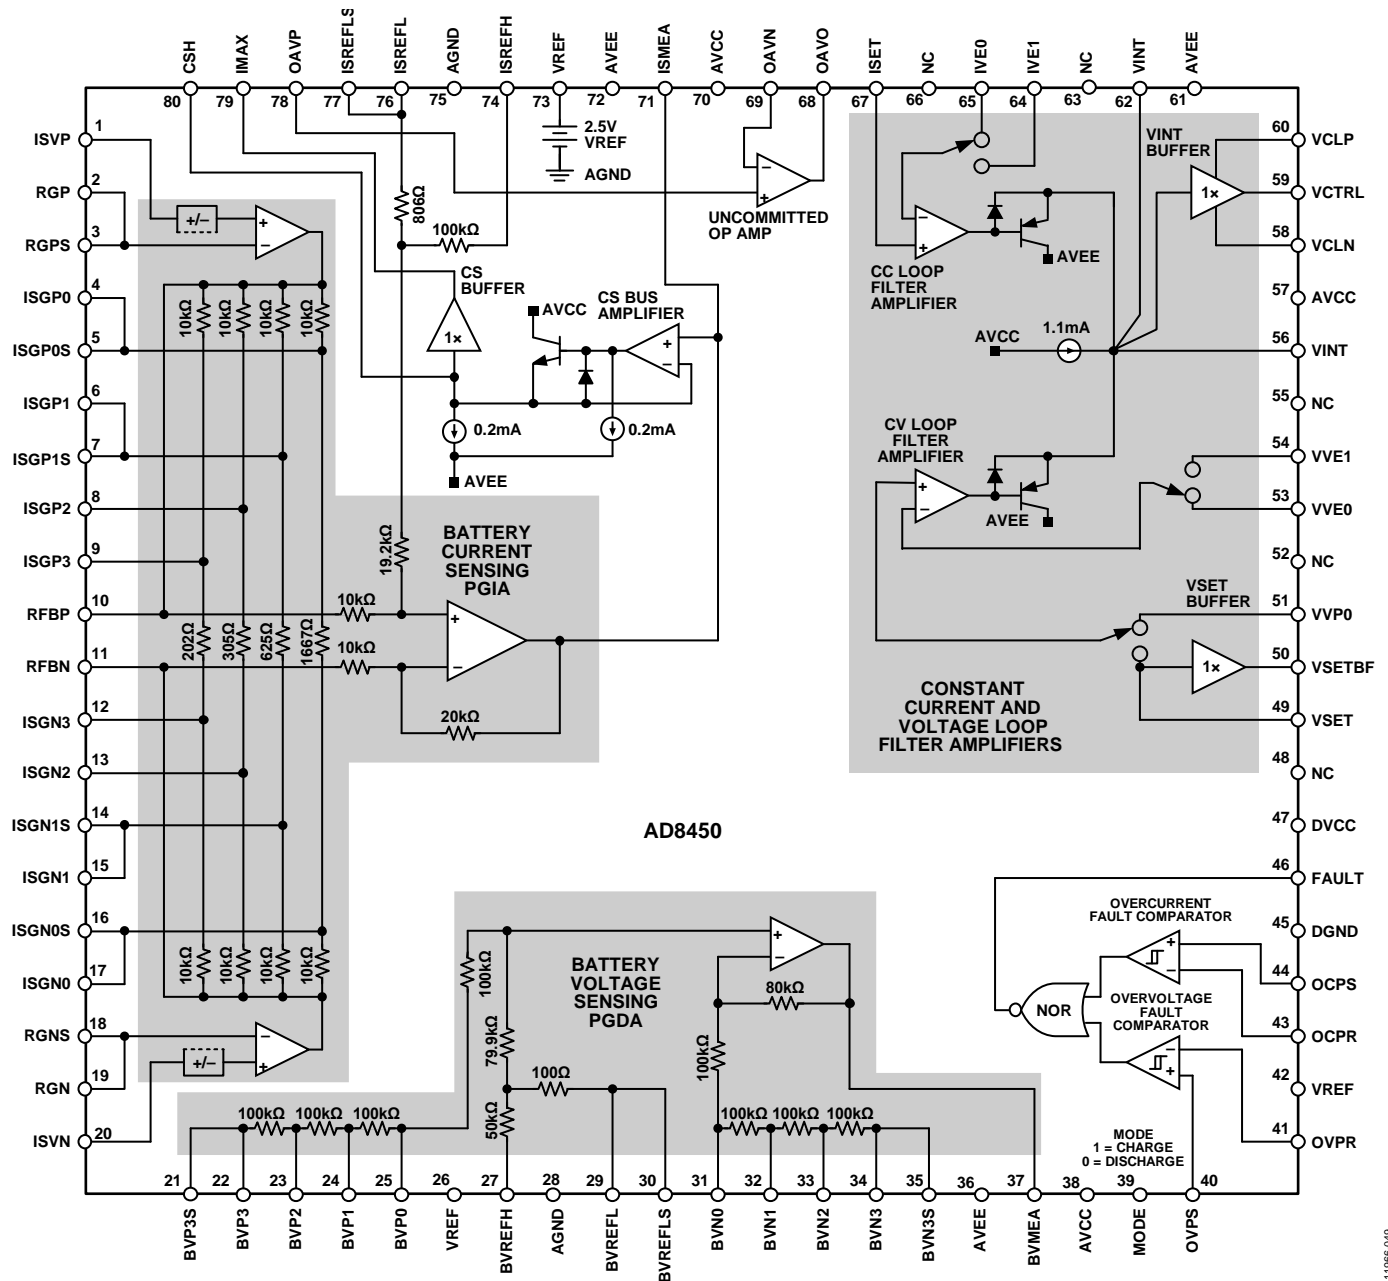 CSH
IMAX
OAVP
ISREFLS
ISREFL
AGND
ISREFH
VREF
AVEE
ISMEA
AVCC
OAVN
OAVO
ISET
NC
IVE0
IVE1
NC
VINT
AVEE
80
79
78
77
76
75
74
73
72
71
70
69
68
67
66
65
64
63
62
61
ISVP
1
RGP
2
RGPS
3
ISGP0
4
ISGP0S
5
ISGP1
6
ISGP1S
7
ISGP2
8
ISGP3
9
RFBP
10
RFBN
11
ISGN3
12
ISGN2
13
ISGN1S
14
ISGN1
15
ISGN0S
16
ISGN0
17
RGNS
18
RGN
19
ISVN
20
+/–
+
–
10kΩ
10kΩ
10kΩ
10kΩ
202Ω
305Ω
625Ω
1667Ω
10kΩ
10kΩ
10kΩ
10kΩ
–
+
+/–
806Ω
100kΩ
2.5V
VREF
AGND
–
+
UNCOMMITTED
OP AMP
CS
BUFFER
1×
AVCC
CS BUS
AMPLIFIER
+
–
0.2mA
0.2mA
AVEE
19.2kΩ
BATTERY
CURRENT
SENSING
PGIA
10kΩ
10kΩ
+
–
20kΩ
VINT
BUFFER
1×
–
+
AVEE
CC LOOP
FILTER
AMPLIFIER
1.1mA
AVCC
CV LOOP
FILTER
AMPLIFIER
+
–
AVEE
VSET
BUFFER
1×
CONSTANT
CURRENT AND
VOLTAGE LOOP
FILTER AMPLIFIERS
60
VCLP
59
VCTRL
58
VCLN
57
AVCC
56
VINT
55
NC
54
VVE1
53
VVE0
52
NC
51
VVP0
50
VSETBF
49
VSET
48
NC
47
DVCC
46
FAULT
45
DGND
44
OCPS
43
OCPR
42
VREF
41
OVPR
AD8450
BATTERY
VOLTAGE
SENSING
PGDA
100kΩ
79.9kΩ
50kΩ
100Ω
+
–
80kΩ
100kΩ
100kΩ
100kΩ
100kΩ
100kΩ
100kΩ
100kΩ
OVERCURRENT
FAULT COMPARATOR
+
–
NOR
OVERVOLTAGE
FAULT
COMPARATOR
–
+
MODE
1 = CHARGE
0 = DISCHARGE
21
22
23
24
25
26
27
28
29
30
31
32
33
34
35
36
37
38
39
40
BVP3S
BVP3
BVP2
BVP1
BVP0
VREF
BVREFH
AGND
BVREFL
BVREFLS
BVN0
BVN1
BVN2
BVN3
BVN3S
AVEE
BVMEA
AVCC
MODE
OVPS